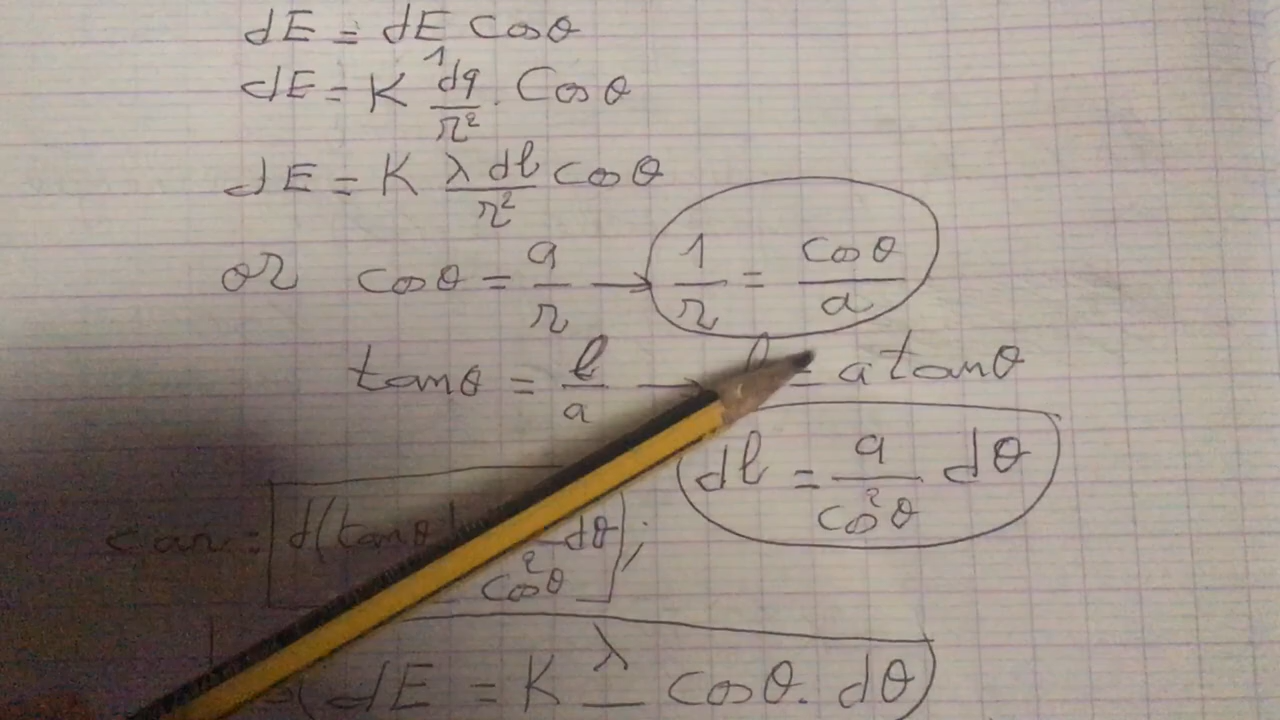 dE = dE cosθ
dE = K dq/r² . Cosθ
dE = K λ dl/r² cosθ
or cosθ = a/r → 1/r = cosθ/a
tanθ = l/a → = a tanθ
dl = a/cos²θ dθ
car : d(tanθ) cos²θ dθ ;
dE = K λ cosθ. dθ